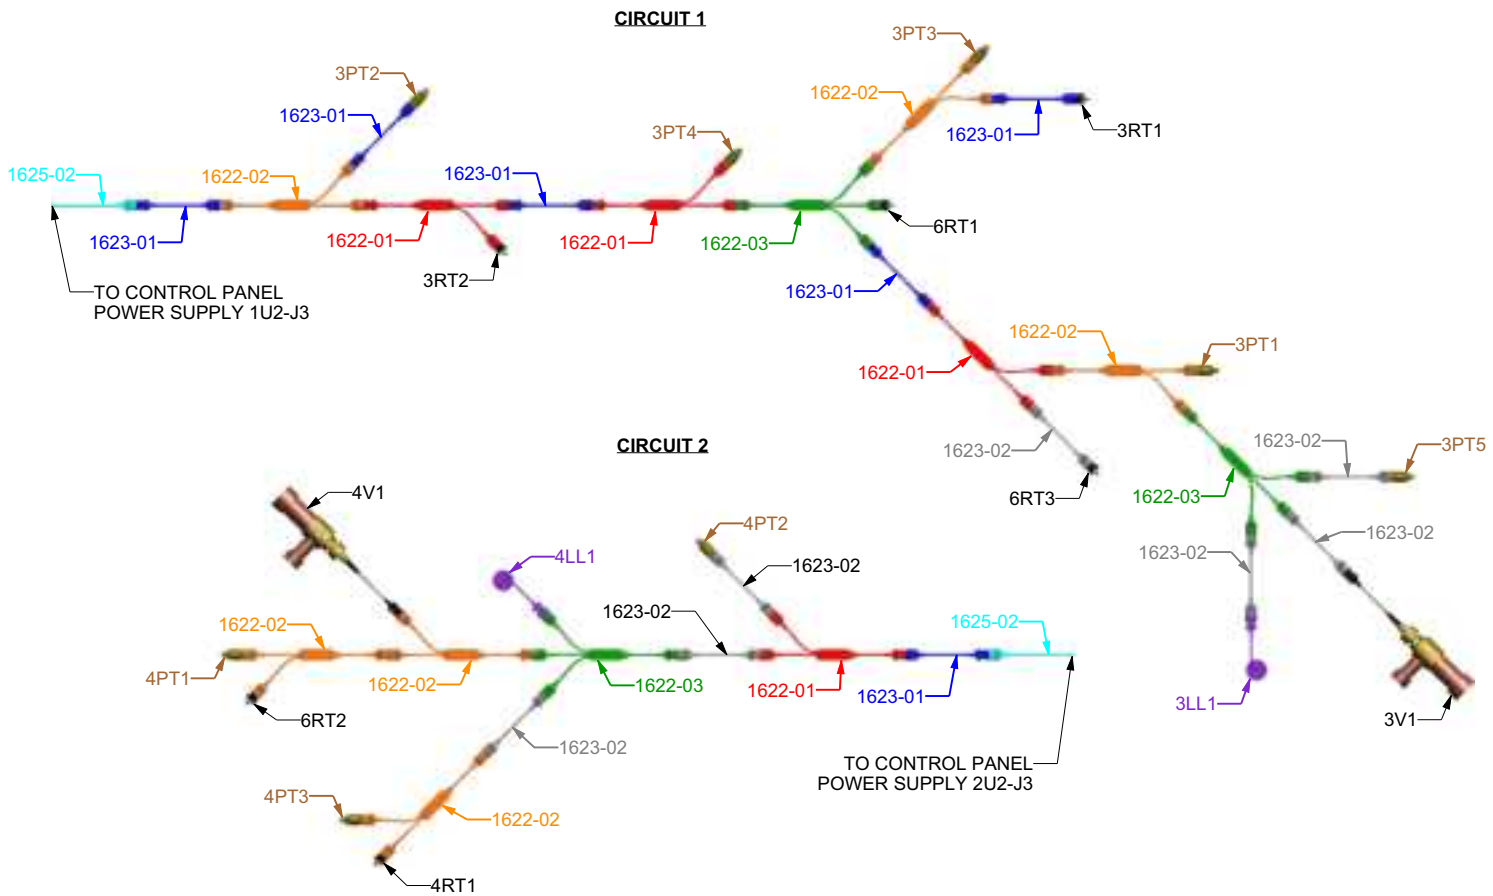 CIRCUIT 1
3PT3
3PT2
1622-02
1623-01
3PT4
1623-01
3RT1
1625-02
1622-02
1623-01
1623-01
1622-01
1622-01
1622-03
6RT1
3RT2
TO CONTROL PANEL
POWER SUPPLY 1U2-J3
1623-01
1622-02
3PT1
1622-01
1623-02
6RT3
1623-02
3PT5
1622-03
1623-02
1623-02
3LL1
3V1
CIRCUIT 2
4V1
4PT2
4LL1
1623-02
1623-02
1622-02
1625-02
4PT1
1622-02
1622-03
1622-01
1623-01
6RT2
1623-02
TO CONTROL PANEL
POWER SUPPLY 2U2-J3
4PT3
1622-02
4RT1